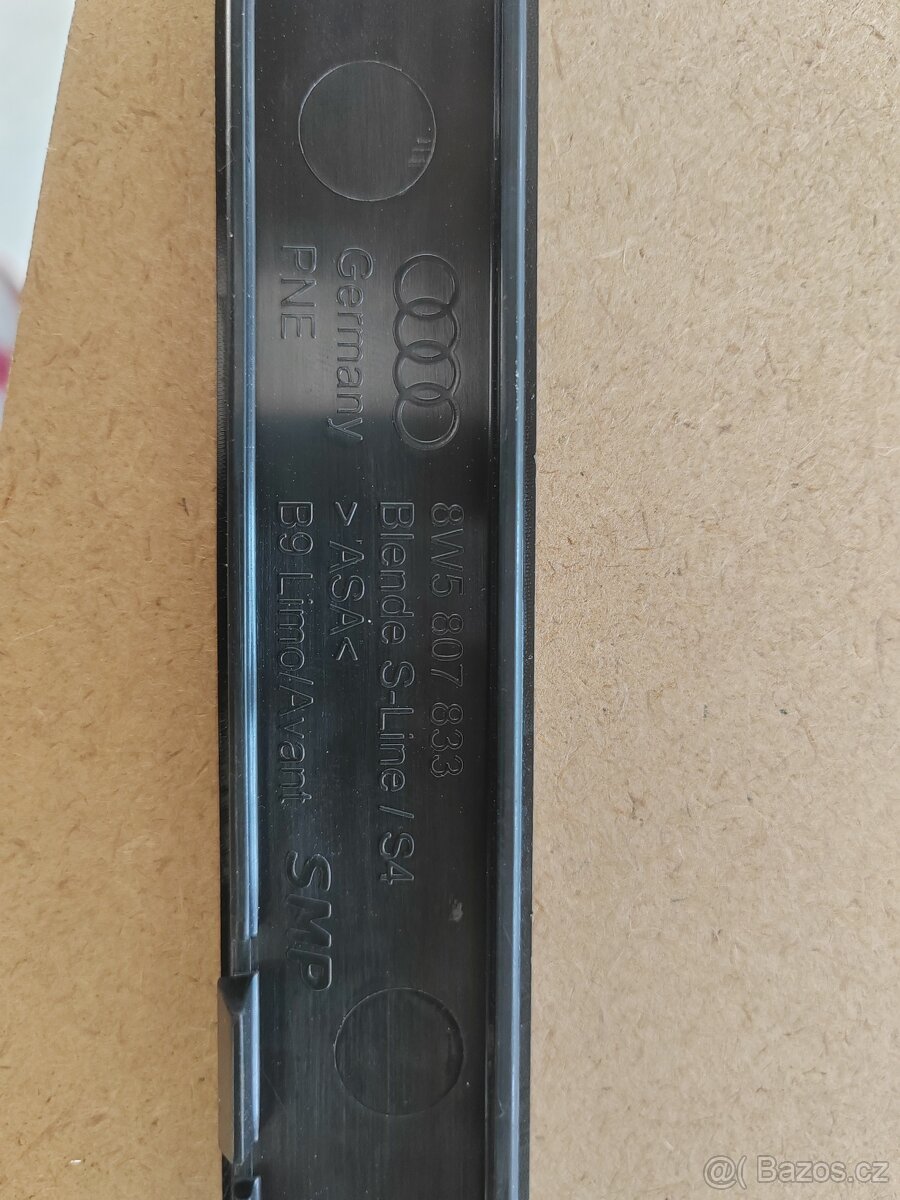 Germany
PNE
8W5 807 833
Blende S-Line / S4
>ASA<
B9 Limo/Avant
SMP
@( Bazos.cz